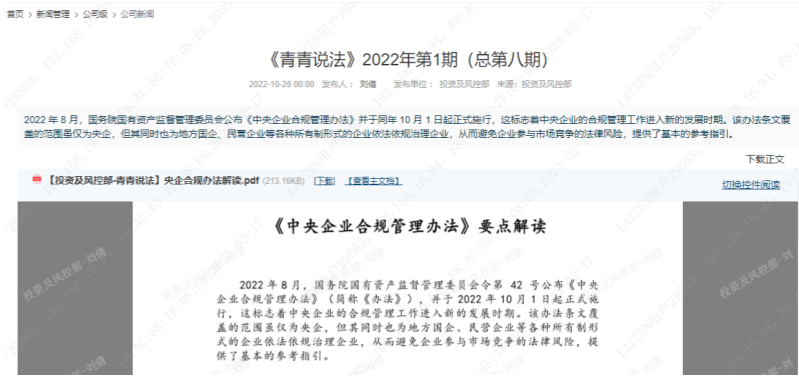 首页 > 新闻管理 > 公司级 > 公司新闻
《青青说法》2022年第1期（总第八期）
2022-10-26 00:00 发布人： 刘倩 发布单位： 投资及风控部 来源：投资及风控部
2022 年 8 月，国务院国有资产监督管理委员会公布《中央企业合规管理办法》并于同年 10 月 1 日起正式施行，这标志着中央企业的合规管理工作进入新的发展时期。该办法条文覆
盖的范围虽仅为央企，但其同时也为地方国企、民营企业等各种所有制形式的企业依法依规治理企业，从而避免企业参与市场竞争的法律风险，提供了基本的参考指引。
下载正文
【投资及风控部-青青说法】央企合规办法解读.pdf (213.16KB) [下载] 【查看主文档】
切换控件阅读
《中央企业合规管理办法》要点解读
2022 年 8 月，国务院国有资产监督管理委员会令第 42 号公布《中
央企业合规管理办法》（简称《办法》），并于 2022 年 10 月 1 日起正式施
行，这标志着中央企业的合规管理工作进入新的发展时期。该办法条文覆
盖的范围虽仅为央企，但其同时也为地方国企、民营企业等各种所有制形
式的企业依法依规治理企业，从而避免企业参与市场竞争的法律风险，提
供了基本的参考指引。
投资及风控部-刘倩
投资及风控部-刘倩